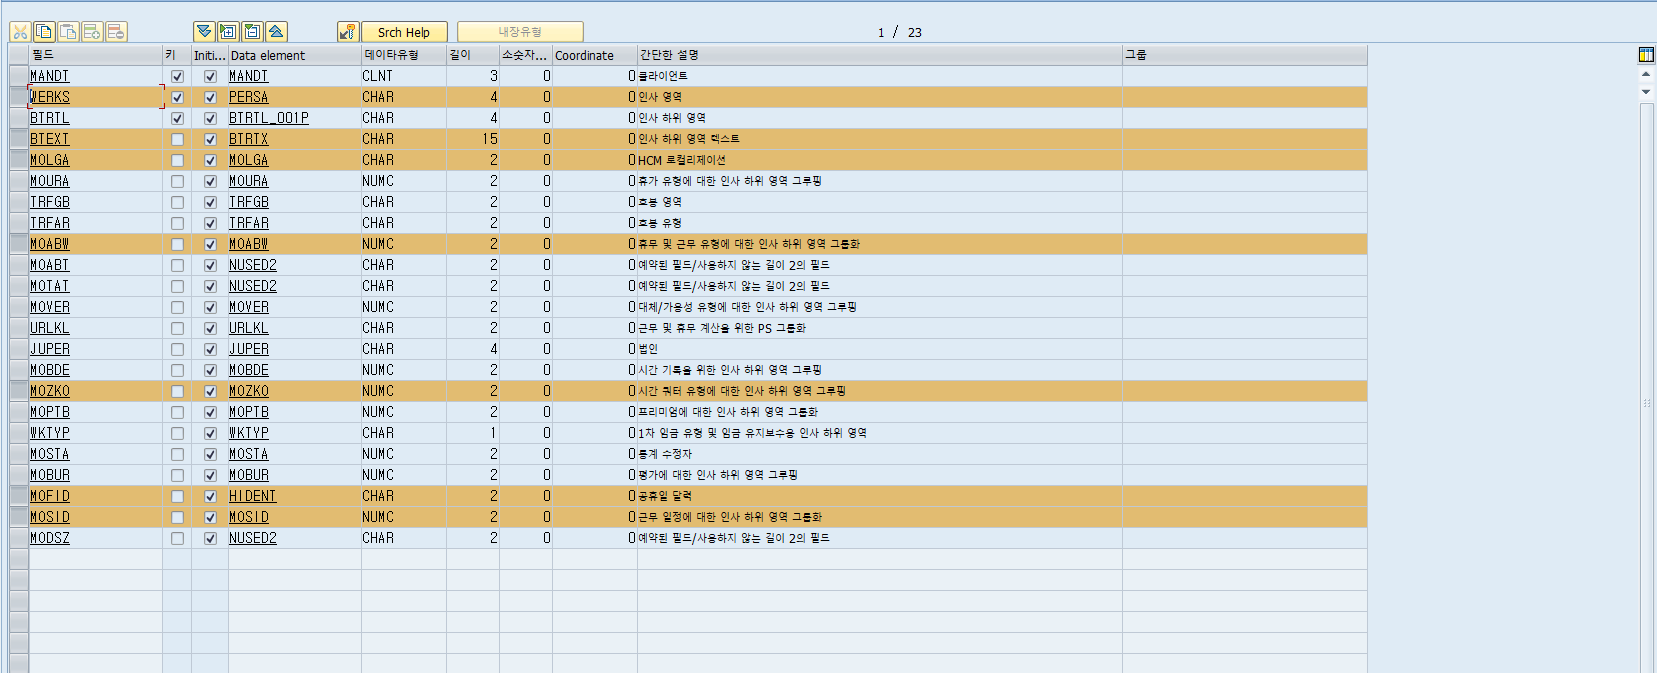 Srch Help 내장유형 1 / 23
필드 키 Initi... Data element 데이타유형 길이 소숫자... Coordinate 간단한 설명 그룹
MANDT MANDT CLNT 3 0 0 클라이언트
WERKS PERSA CHAR 4 0 0 인사 영역
BTRTL BTRTL_001P CHAR 4 0 0 인사 하위 영역
BTEXT BTRTX CHAR 15 0 0 인사 하위 영역 텍스트
MOLGA MOLGA CHAR 2 0 0 HCM 로컬리제이션
MOURA MOURA NUMC 2 0 0 휴가 유형에 대한 인사 하위 영역 그루핑
TRFGB TRFGB CHAR 2 0 0 호봉 영역
TRFAR TRFAR CHAR 2 0 0 호봉 유형
MOABW MOABW NUMC 2 0 0 휴무 및 근무 유형에 대한 인사 하위 영역 그룹화
MOABT NUSED2 CHAR 2 0 0 예약된 필드/사용하지 않는 길이 2의 필드
MOTAT NUSED2 CHAR 2 0 0 예약된 필드/사용하지 않는 길이 2의 필드
MOVER MOVER NUMC 2 0 0 대체/가용성 유형에 대한 인사 하위 영역 그루핑
URLKL URLKL CHAR 2 0 0 근무 및 휴무 계산을 위한 PS 그룹화
JUPER JUPER CHAR 4 0 0 법인
MOBDE MOBDE NUMC 2 0 0 시간 기록을 위한 인사 하위 영역 그루핑
MOZKO MOZKO NUMC 2 0 0 시간 쿼터 유형에 대한 인사 하위 영역 그루핑
MOPTB MOPTB NUMC 2 0 0 프리미엄에 대한 인사 하위 영역 그룹화
WKTYP WKTYP CHAR 1 0 0 1차 임금 유형 및 임금 유지보수용 인사 하위 영역
MOSTA MOSTA NUMC 2 0 0 통계 수정자
MOBUR MOBUR NUMC 2 0 0 평가에 대한 인사 하위 영역 그루핑
MOFID HIDENT CHAR 2 0 0 공휴일 달력
MOSID MOSID NUMC 2 0 0 근무 일정에 대한 인사 하위 영역 그룹화
MODSZ NUSED2 CHAR 2 0 0 예약된 필드/사용하지 않는 길이 2의 필드